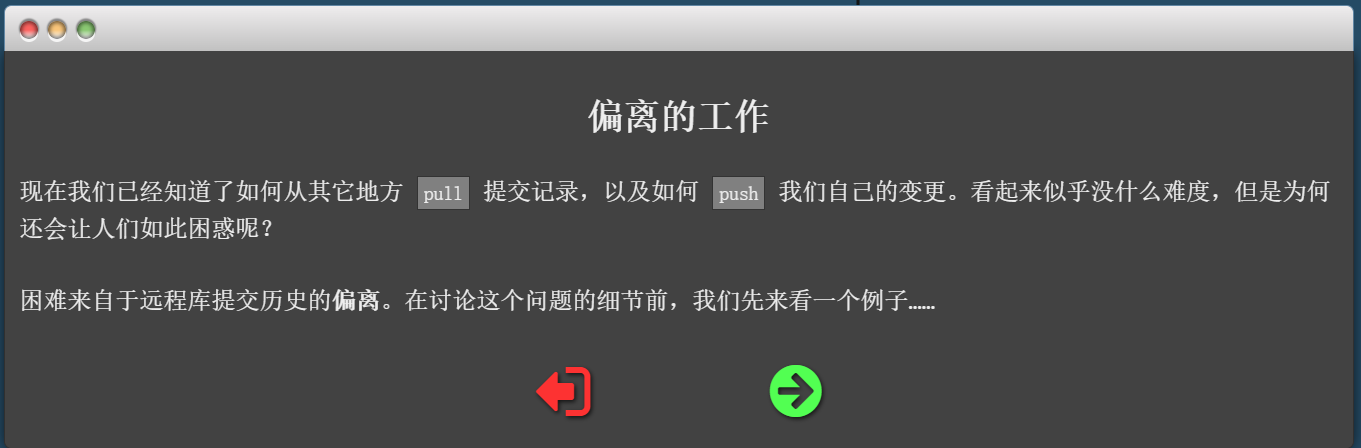 偏离的工作
现在我们已经知道了如何从其它地方 pull 提交记录，以及如何 push 我们自己的变更。看起来似乎没什么难度，但是为何
还会让人们如此困惑呢？
困难来自于远程库提交历史的偏离。在讨论这个问题的细节前，我们先来看一个例子……